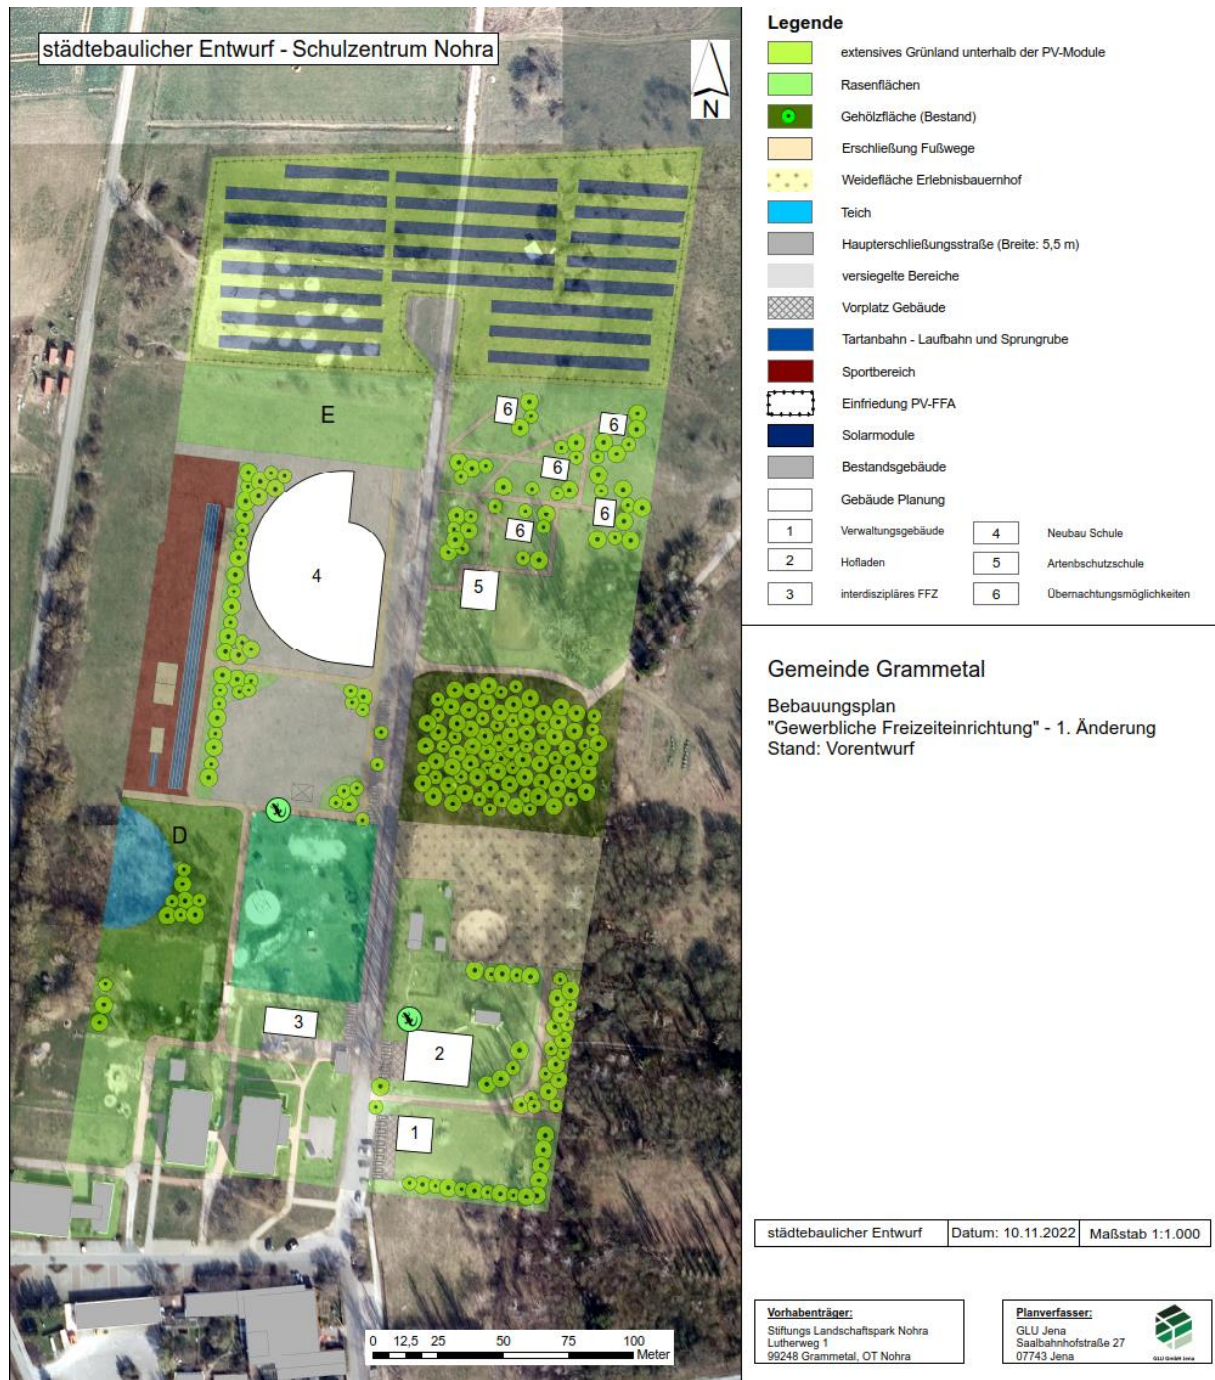 städtebaulicher Entwurf - Schulzentrum Nohra
N
E
6
6
6
6
6
5
4
D
3
2
1
0 12,5 25 50 75 100
Meter
Legende
extensives Grünland unterhalb der PV-Module
Rasenflächen
Gehölzfläche (Bestand)
Erschließung Fußwege
Weidefläche Erlebnisbauernhof
Teich
Haupterschließungsstraße (Breite: 5,5 m)
versiegelte Bereiche
Vorplatz Gebäude
Tartanbahn - Laufbahn und Sprungrube
Sportbereich
Einfriedung PV-FFA
Solarmodule
Bestandsgebäude
Gebäude Planung
1 Verwaltungsgebäude 4 Neubau Schule
2 Hofladen 5 Artenbschutzschule
3 interdiszipläres FFZ 6 Übernachtungsmöglichkeiten
Gemeinde Grammetal
Bebauungsplan
"Gewerbliche Freizeiteinrichtung" - 1. Änderung
Stand: Vorentwurf
städtebaulicher Entwurf Datum: 10.11.2022 Maßstab 1:1.000
Vorhabenträger:
Stiftungs Landschaftspark Nohra
Lutherweg 1
99248 Grammetal, OT Nohra
Planverfasser:
GLU Jena
Saalbahnhofstraße 27
07743 Jena
GLU GmbH Jena